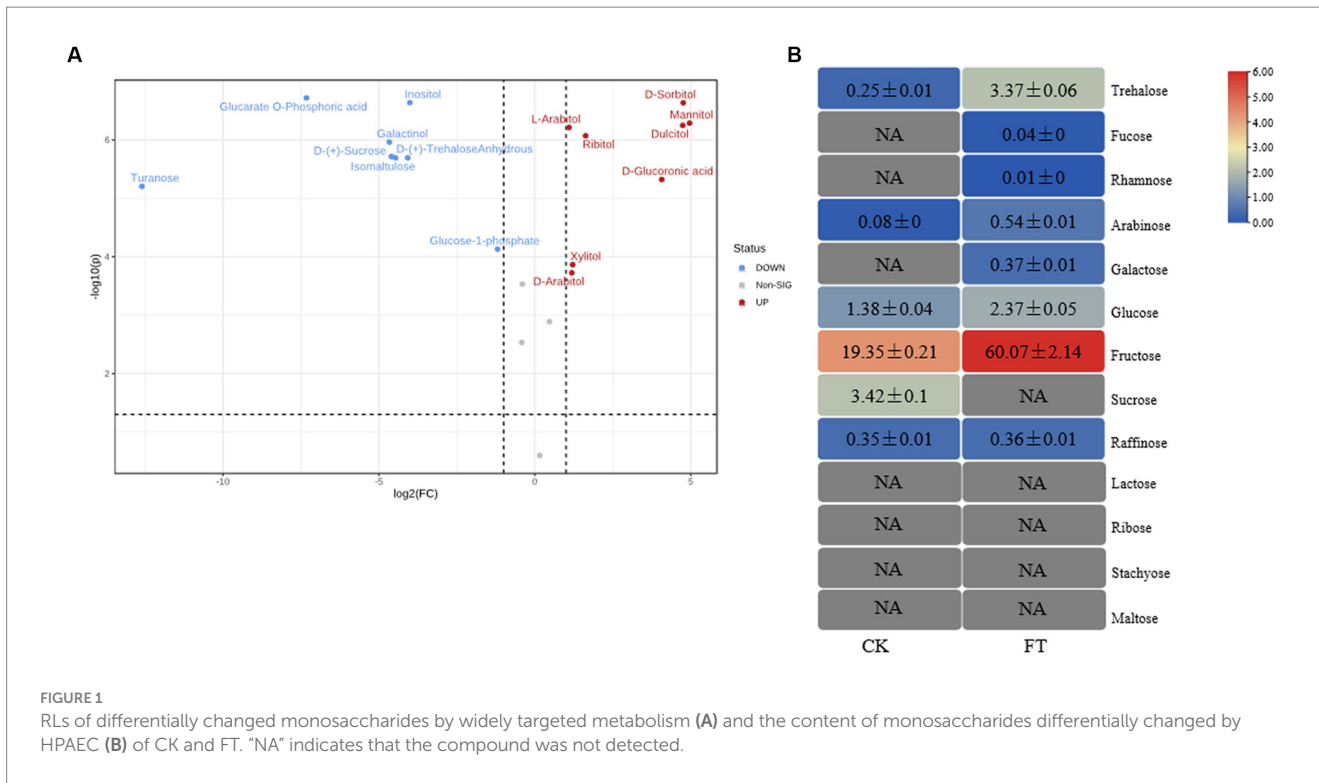 A
Glucarate O-Phosphoric acid
Inositol
Galactinol
D-(+)-Sucrose
D-(+)-TrehaloseAnhydrous
Isomaltulose
Turanose
Glucose-1-phosphate
D-Sorbitol
Mannitol
L-Arabitol
Dulcitol
Ribitol
D-Glucoronic acid
Xylitol
D-Arabitol
-log10(p)
6
4
2
-10
-5
0
5
log2(FC)
Status
DOWN
Non-SIG
UP
B
0.25±0.01 3.37±0.06 Trehalose
NA 0.04±0 Fucose
NA 0.01±0 Rhamnose
0.08±0 0.54±0.01 Arabinose
NA 0.37±0.01 Galactose
1.38±0.04 2.37±0.05 Glucose
19.35±0.21 60.07±2.14 Fructose
3.42±0.1 NA Sucrose
0.35±0.01 0.36±0.01 Raffinose
NA NA Lactose
NA NA Ribose
NA NA Stachyose
NA NA Maltose
CK FT
6.00
5.00
4.00
3.00
2.00
1.00
0.00
FIGURE 1
RLs of differentially changed monosaccharides by widely targeted metabolism (A) and the content of monosaccharides differentially changed by
HPAEC (B) of CK and FT. “NA” indicates that the compound was not detected.